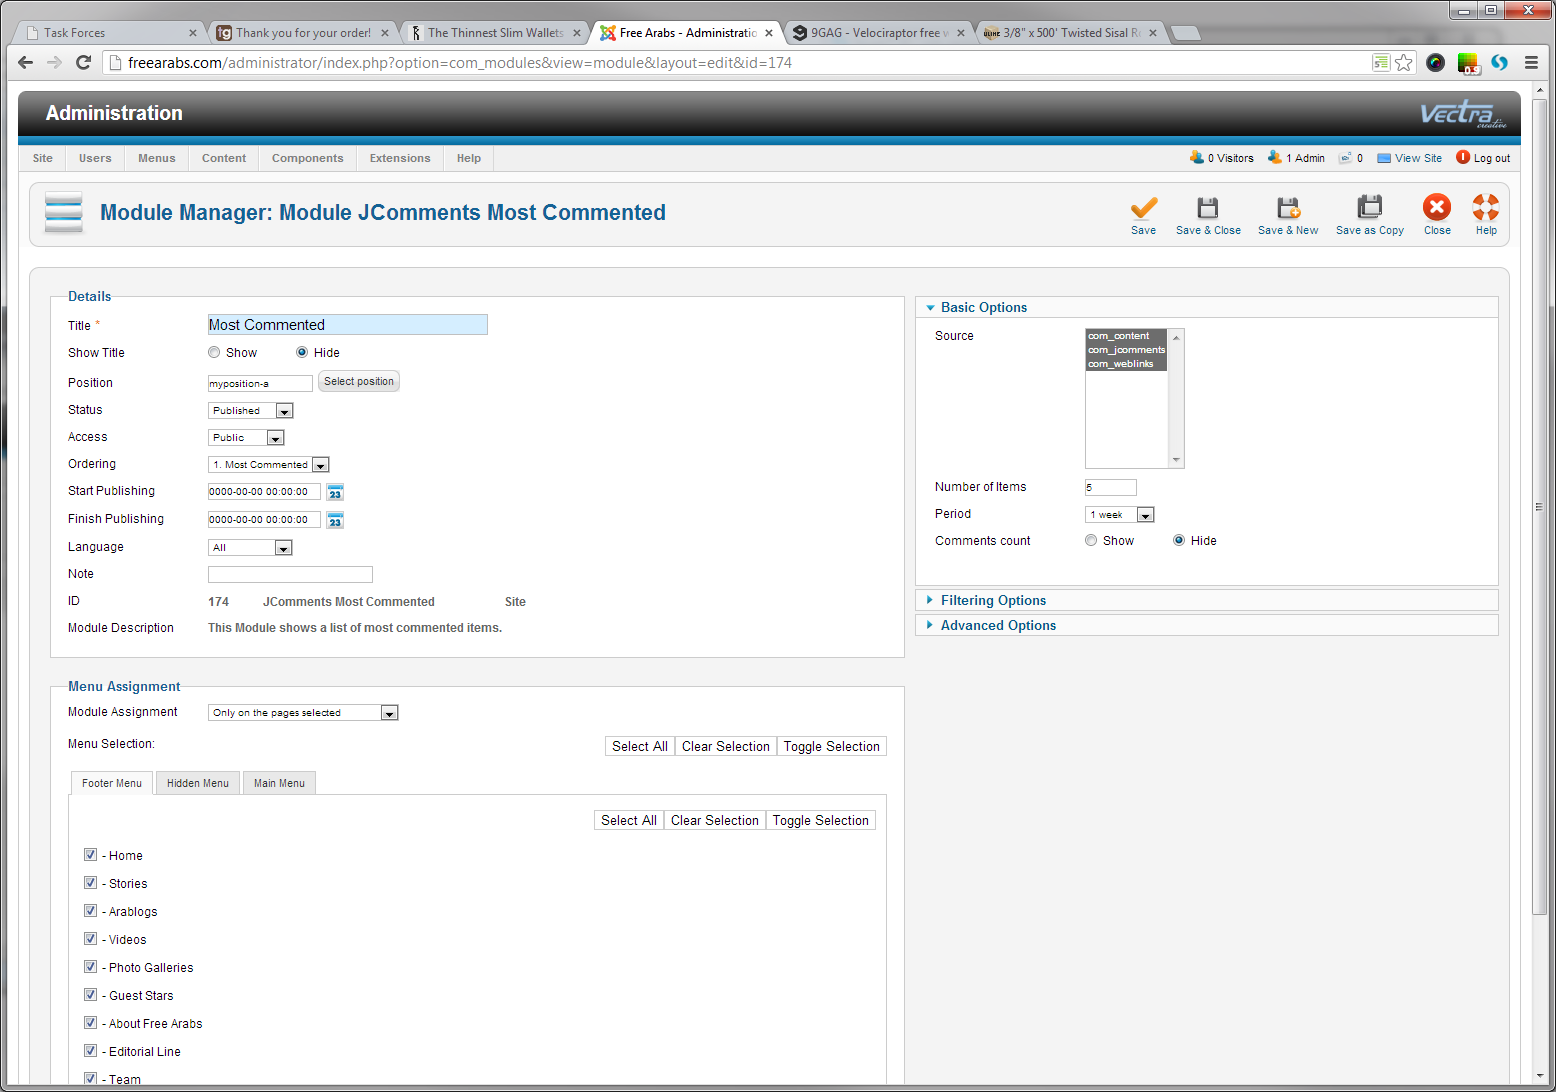 Task Forces
Thank you for your order!
The Thinnest Slim Wallets
Free Arabs - Administratio
9GAG - Velociraptor free w
3/8" x 500' Twisted Sisal R
freearabs.com/administrator/index.php?option=com_modules&view=module&layout=edit&id=174
Administration
Vectra creative
Site Users Menus Content Components Extensions Help
0 Visitors 1 Admin 0 View Site Log out
Module Manager: Module JComments Most Commented
Save Save & Close Save & New Save as Copy Close Help
Details
Title * Most Commented
Show Title Show Hide
Position myposition-a Select position
Status Published
Access Public
Ordering 1. Most Commented
Start Publishing 0000-00-00 00:00:00 23
Finish Publishing 0000-00-00 00:00:00 23
Language All
Note
ID 174 JComments Most Commented Site
Module Description This Module shows a list of most commented items.
Basic Options
Source com_content
com_jcomments
com_weblinks
Number of Items 5
Period 1 week
Comments count Show Hide
Filtering Options
Advanced Options
Menu Assignment
Module Assignment Only on the pages selected
Menu Selection: Select All Clear Selection Toggle Selection
Footer Menu Hidden Menu Main Menu
Select All Clear Selection Toggle Selection
- Home
- Stories
- Arablogs
- Videos
- Photo Galleries
- Guest Stars
- About Free Arabs
- Editorial Line
- Team